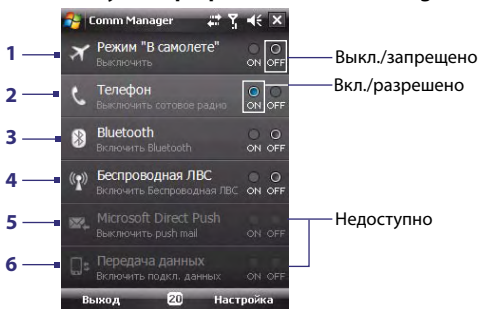 Comm Manager
1 Режим "В самолете"
Выключить
ON OFF
Выкл./запрещено
Вкл./разрешено
2 Телефон
Выключить сотовое радио
ON OFF
3 Bluetooth
Включить Bluetooth
ON OFF
4 Беспроводная ЛВС
Включить Беспроводная ЛВС
ON OFF
5 Microsoft Direct Push
Выключить push mail
ON OFF
Недоступно
6 Передача данных
Включить подкл. данных
ON OFF
Выход 20 Настройка